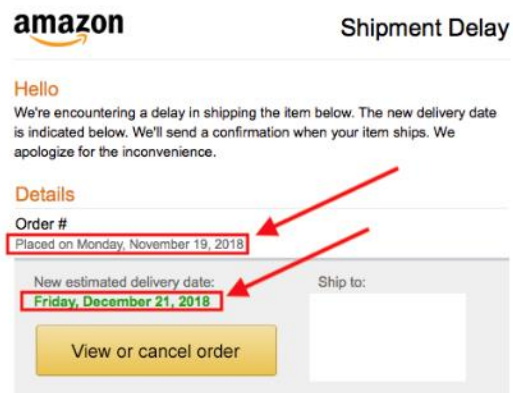 amazon
Shipment Delay
Hello
We're encountering a delay in shipping the item below. The new delivery date
is indicated below. We'll send a confirmation when your item ships. We
apologize for the inconvenience.
Details
Order #
Placed on Monday, November 19, 2018
New estimated delivery date:
Friday, December 21, 2018
Ship to:
View or cancel order